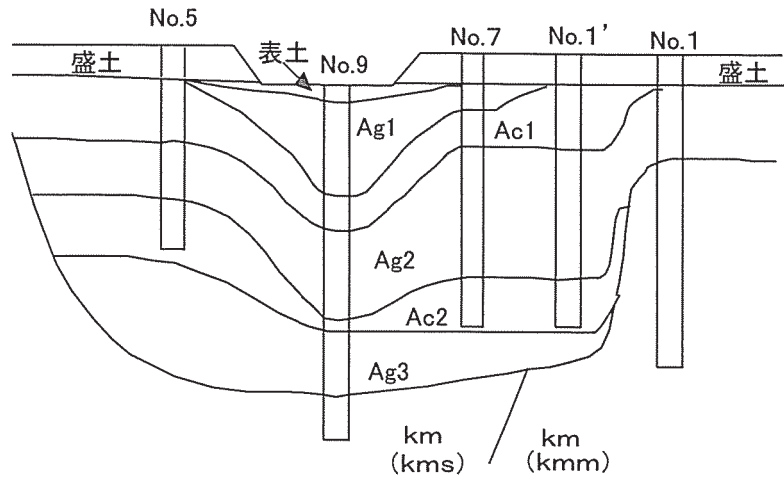 No.5
表土
No.9
No.7
No.1’
No.1
盛土
盛土
Ag1
Ac1
Ag2
Ac2
Ag3
km
(kms)
km
(kmm)